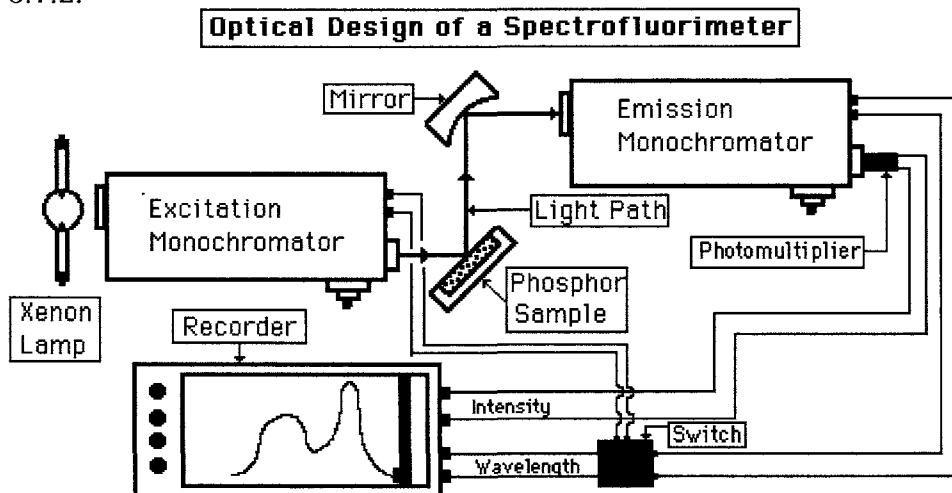 Optical Design of a Spectrofluorimeter
Mirror
Emission
Monochromator
Excitation
Monochromator
Light Path
Photomultiplier
Phosphor
Sample
Xenon
Lamp
Recorder
Intensity
Switch
Wavelength